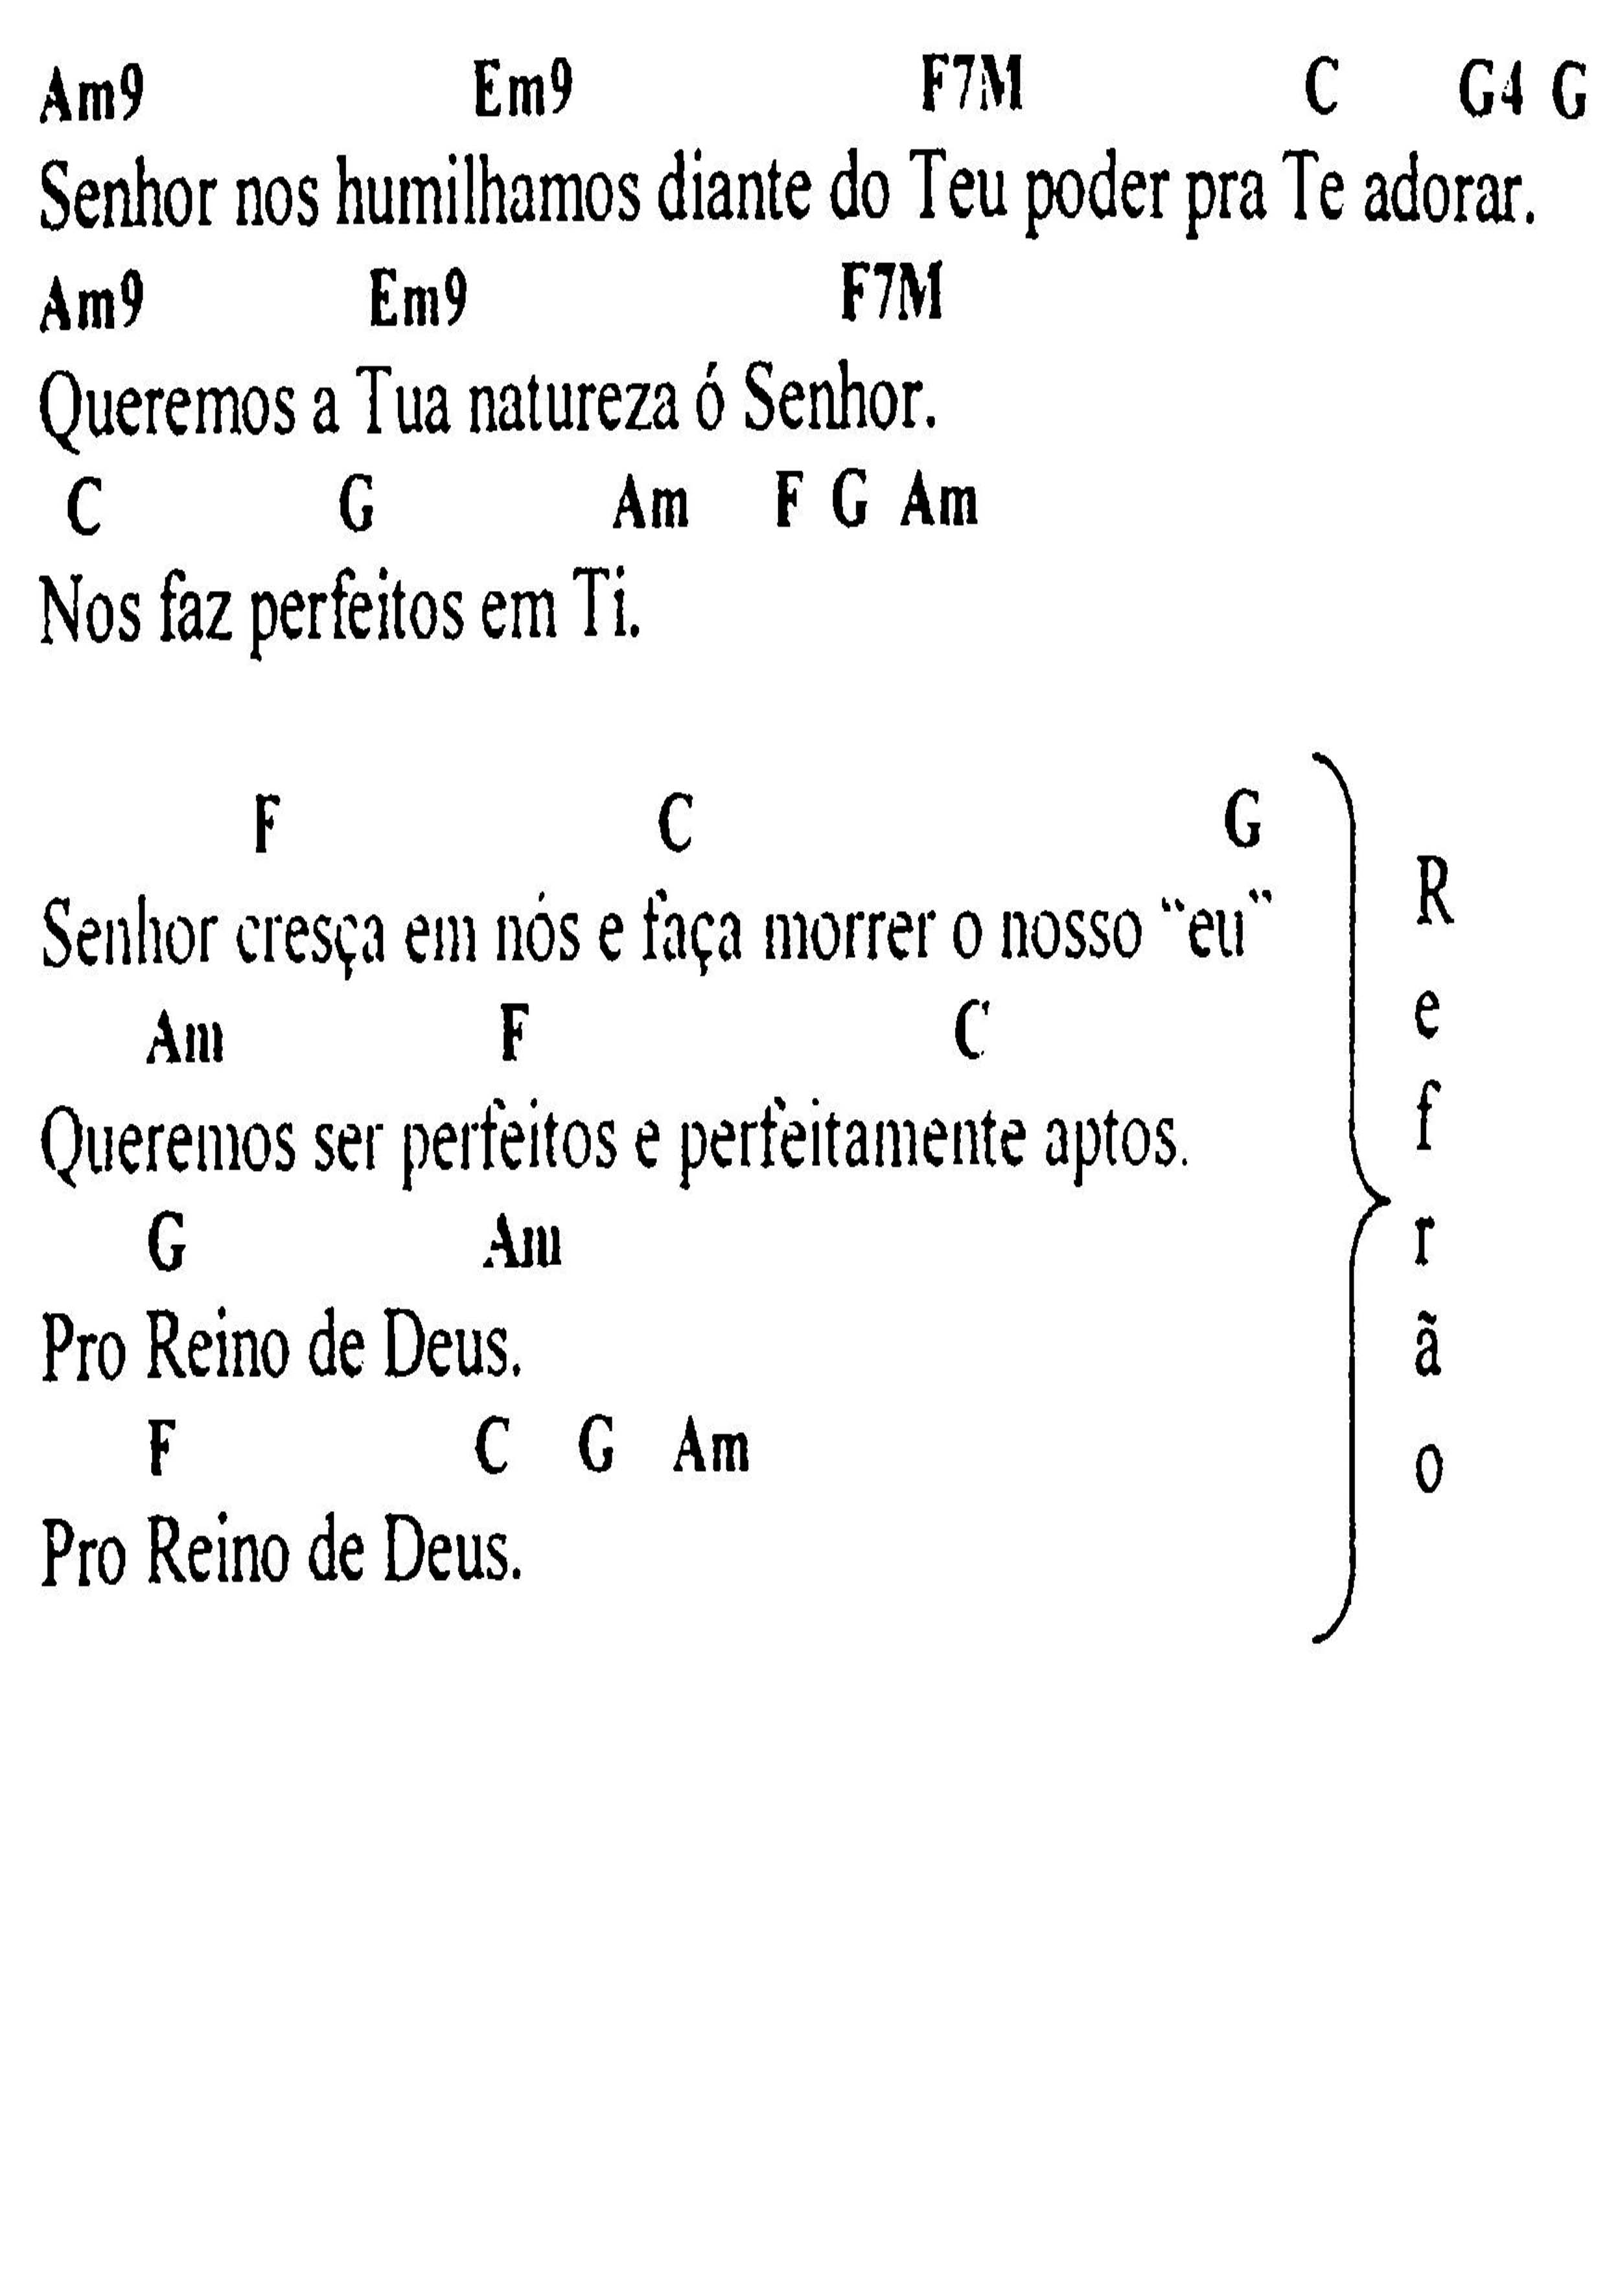 Am9 Em9 F7M C G4 G
Senhor nos humilhamos diante do Teu poder pra Te adorar.
Am9 Em9 F7M
Queremos a Tua natureza ó Senhor.
C G Am F G Am
Nos faz perfeitos em Ti.
F C G
Senhor cresça em nós e faça morrer o nosso “eu”
Am F C
Queremos ser perfeitos e perfeitamente aptos.
G Am
Pro Reino de Deus.
F C G Am
Pro Reino de Deus.
Refrão